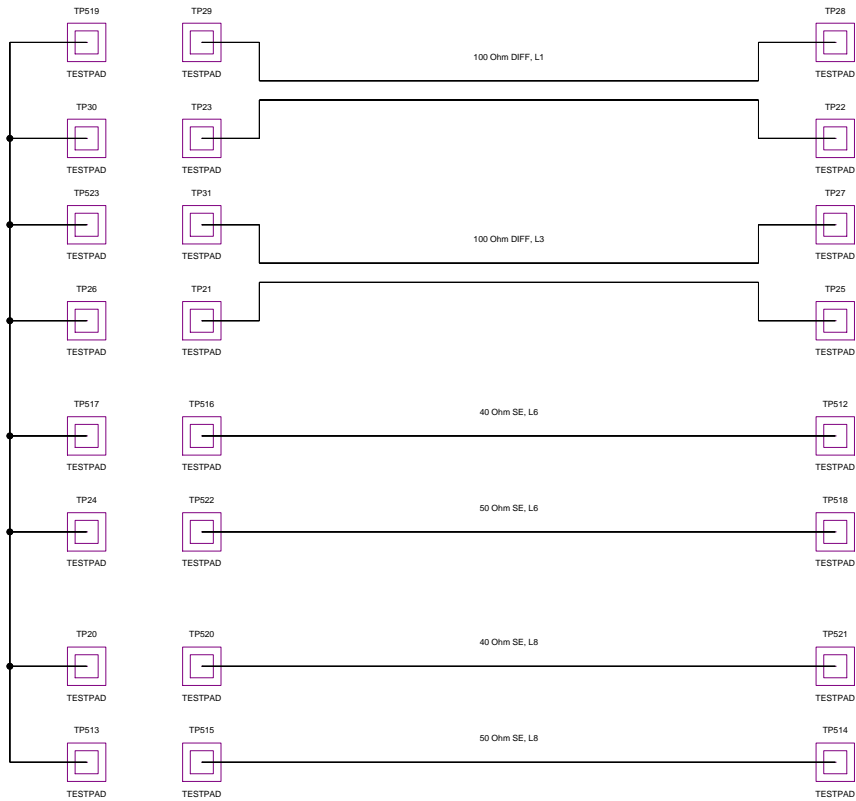 TP519 TP29 TP28
100 Ohm DIFF, L1
TESTPAD TESTPAD TESTPAD
TP30 TP23 TP22
TESTPAD TESTPAD TESTPAD
TP523 TP31 TP27
100 Ohm DIFF, L3
TESTPAD TESTPAD TESTPAD
TP26 TP21 TP25
TESTPAD TESTPAD TESTPAD
TP517 TP516 TP512
40 Ohm SE, L6
TESTPAD TESTPAD TESTPAD
TP24 TP522 TP518
50 Ohm SE, L6
TESTPAD TESTPAD TESTPAD
TP20 TP520 TP521
40 Ohm SE, L8
TESTPAD TESTPAD TESTPAD
TP513 TP515 TP514
50 Ohm SE, L8
TESTPAD TESTPAD TESTPAD